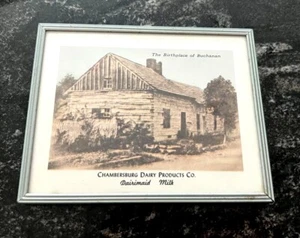 The Birthplace of Buchanan
Chambersburg Dairy Products Co.
Dairimaid Milk